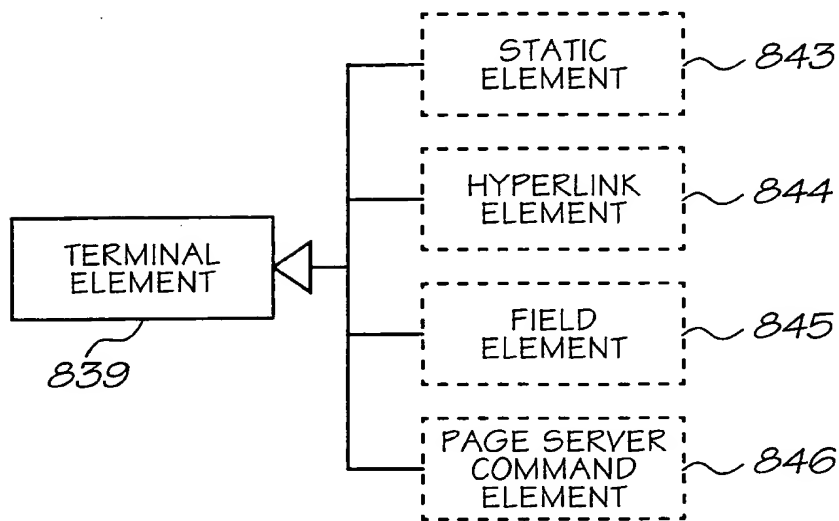 STATIC
ELEMENT
843
HYPERLINK
ELEMENT
844
TERMINAL
ELEMENT
839
FIELD
ELEMENT
845
PAGE SERVER
COMMAND
ELEMENT
846